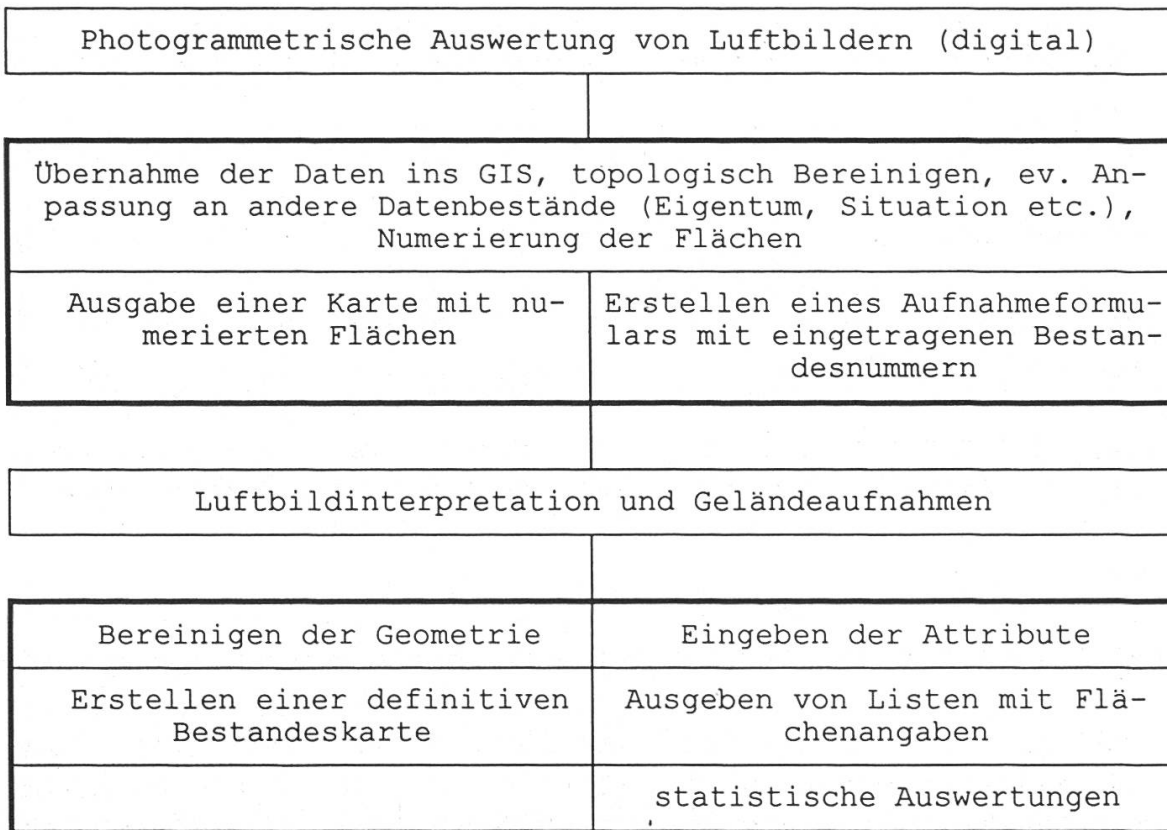 Photogrammetrische Auswertung von Luftbildern (digital)
Übernahme der Daten ins GIS, topologisch Bereinigen, ev. An-
passung an andere Datenbestände (Eigentum, Situation etc.),
Numerierung der Flächen
Ausgabe einer Karte mit nu-
merierten Flächen
Erstellen eines Aufnahmeformu-
lars mit eingetragenen Bestan-
desnummern
Luftbildinterpretation und Geländeaufnahmen
Bereinigen der Geometrie
Eingeben der Attribute
Erstellen einer definitiven
Bestandeskarte
Ausgeben von Listen mit Flä-
chenangaben
statistische Auswertungen